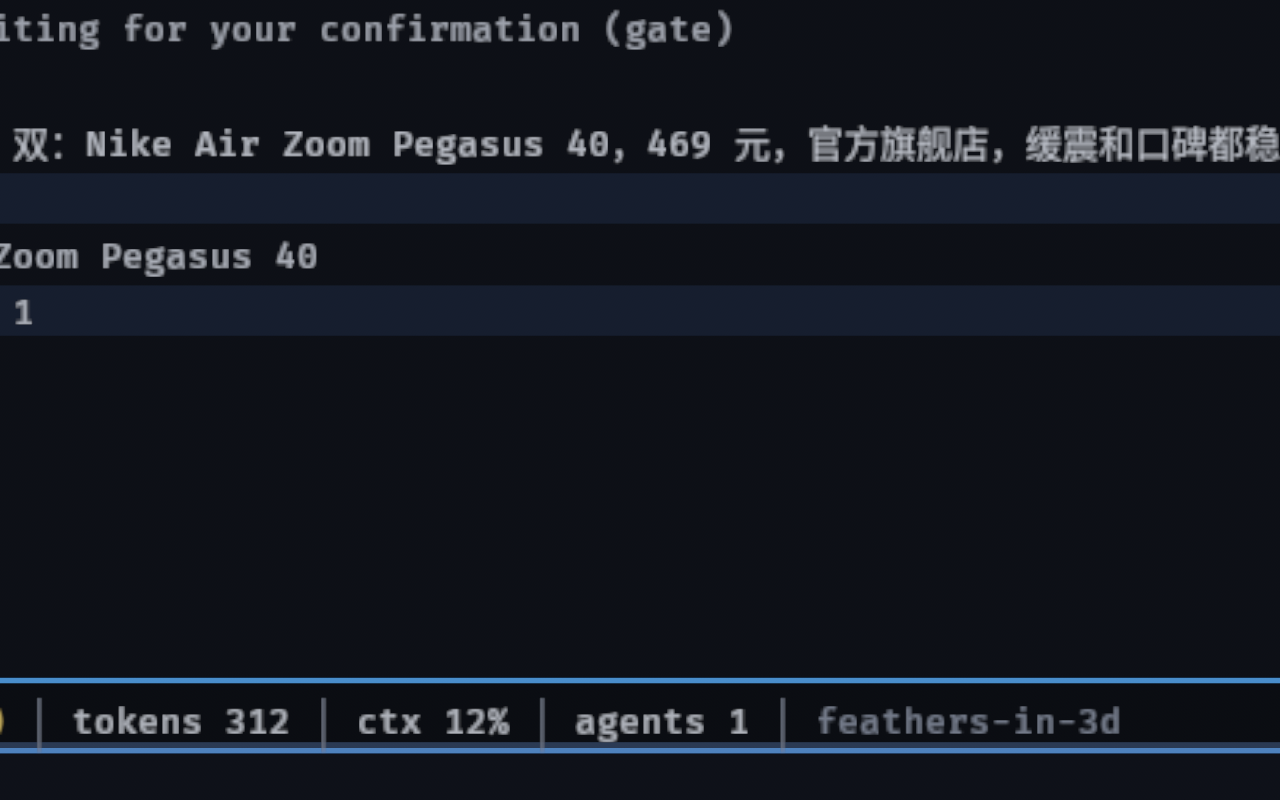 iting for your confirmation (gate)
双：Nike Air Zoom Pegasus 40，469 元，官方旗舰店，缓震和口碑都稳
Zoom Pegasus 40
1
tokens 312 | ctx 12% | agents 1 | feathers-in-3d